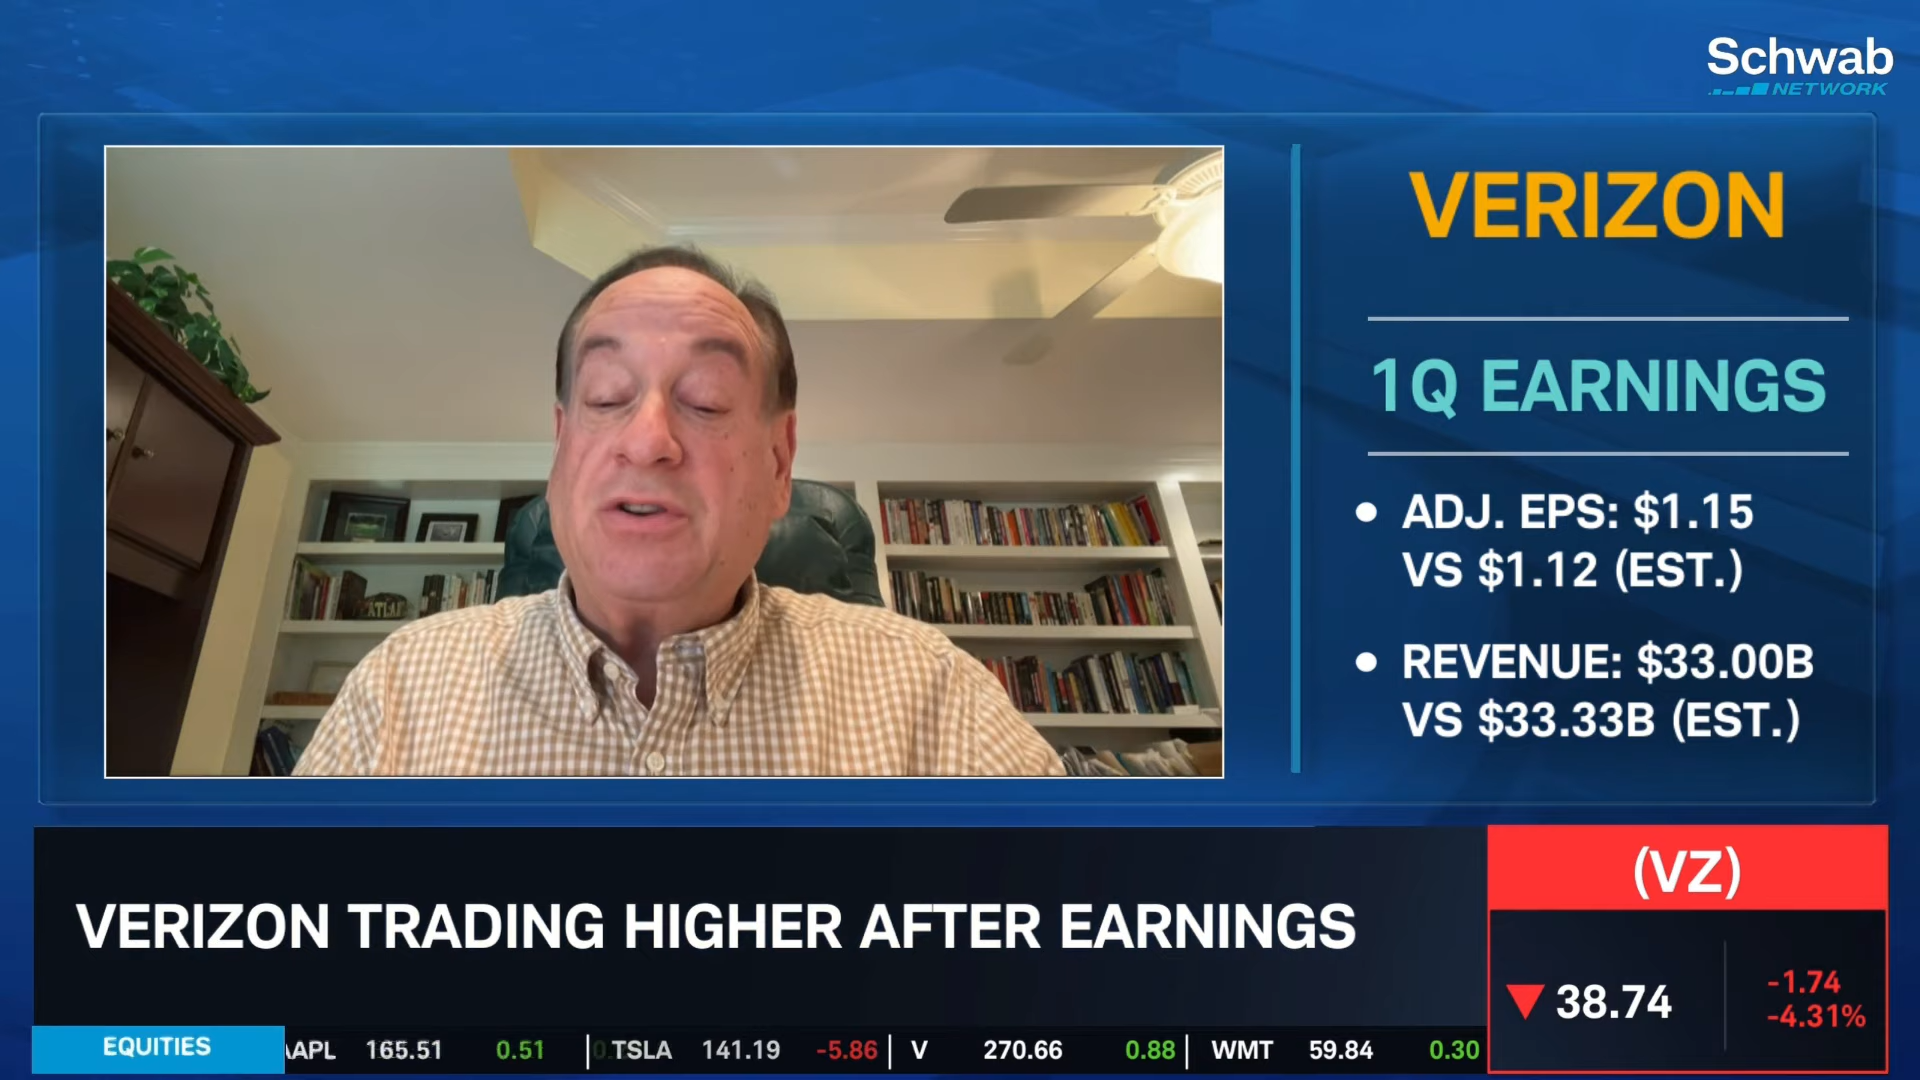 Schwab
NETWORK
VERIZON
1Q EARNINGS
• ADJ. EPS: $1.15
VS $1.12 (EST.)
• REVENUE: $33.00B
VS $33.33B (EST.)
VERIZON TRADING HIGHER AFTER EARNINGS
(VZ)
▼ 38.74
-1.74
-4.31%
EQUITIES
AAPL 165.51 0.51 | TSLA 141.19 -5.86 | V 270.66 0.88 | WMT 59.84 0.30